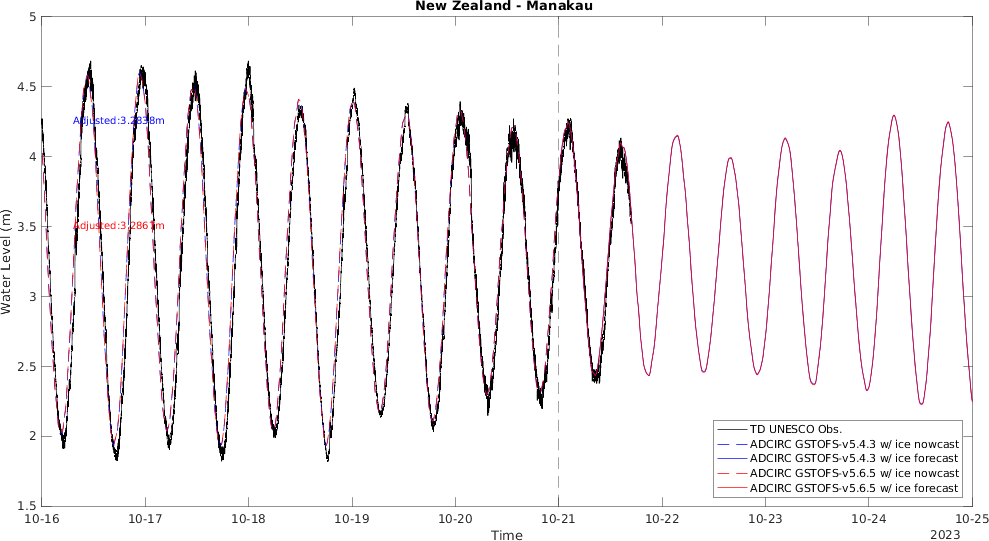 New Zealand - Manakau
5
4.5
4
3.5
3
2.5
2
1.5
Water Level (m)
Adjusted:3.2838m
Adjusted:3.2867m
TD UNESCO Obs.
ADCIRC GSTOFS-v5.4.3 w/ ice nowcast
ADCIRC GSTOFS-v5.4.3 w/ ice forecast
ADCIRC GSTOFS-v5.6.5 w/ ice nowcast
ADCIRC GSTOFS-v5.6.5 w/ ice forecast
10-16 10-17 10-18 10-19 10-20 10-21 10-22 10-23 10-24 10-25
Time
2023